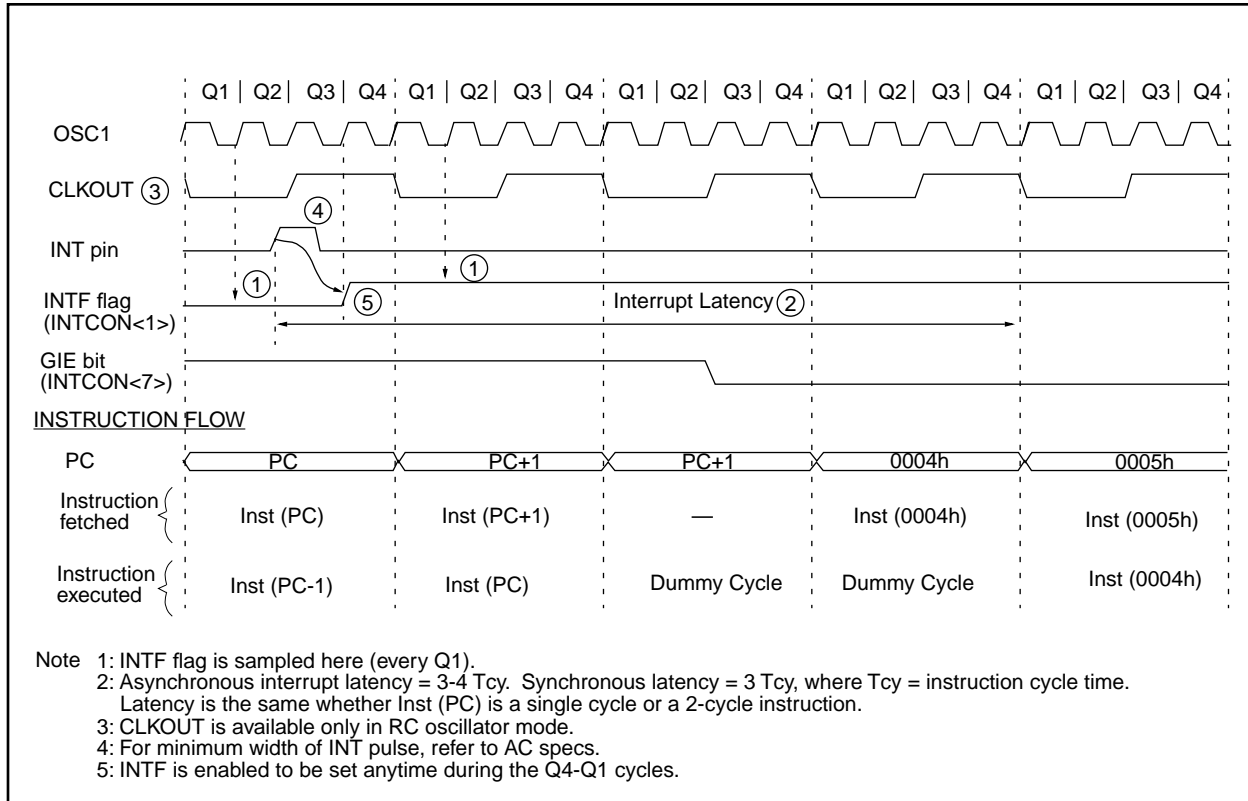 Q1 | Q2 | Q3 | Q4 Q1 | Q2 | Q3 | Q4 Q1 | Q2 | Q3 | Q4 Q1 | Q2 | Q3 | Q4 Q1 | Q2 | Q3 | Q4
OSC1
CLKOUT ③
④
INT pin
① ①
INTF flag
(INTCON<1>)
⑤
Interrupt Latency ②
GIE bit
(INTCON<7>)
INSTRUCTION FLOW
PC PC PC+1 PC+1 0004h 0005h
Instruction
fetched
Inst (PC) Inst (PC+1) — Inst (0004h) Inst (0005h)
Instruction
executed
Inst (PC-1) Inst (PC) Dummy Cycle Dummy Cycle Inst (0004h)
Note 1: INTF flag is sampled here (every Q1).
2: Asynchronous interrupt latency = 3-4 Tcy. Synchronous latency = 3 Tcy, where Tcy = instruction cycle time.
Latency is the same whether Inst (PC) is a single cycle or a 2-cycle instruction.
3: CLKOUT is available only in RC oscillator mode.
4: For minimum width of INT pulse, refer to AC specs.
5: INTF is enabled to be set anytime during the Q4-Q1 cycles.